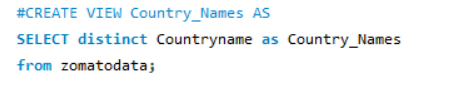 #CREATE VIEW Country_Names AS
SELECT distinct Countryname as Country_Names
from zomatodata;